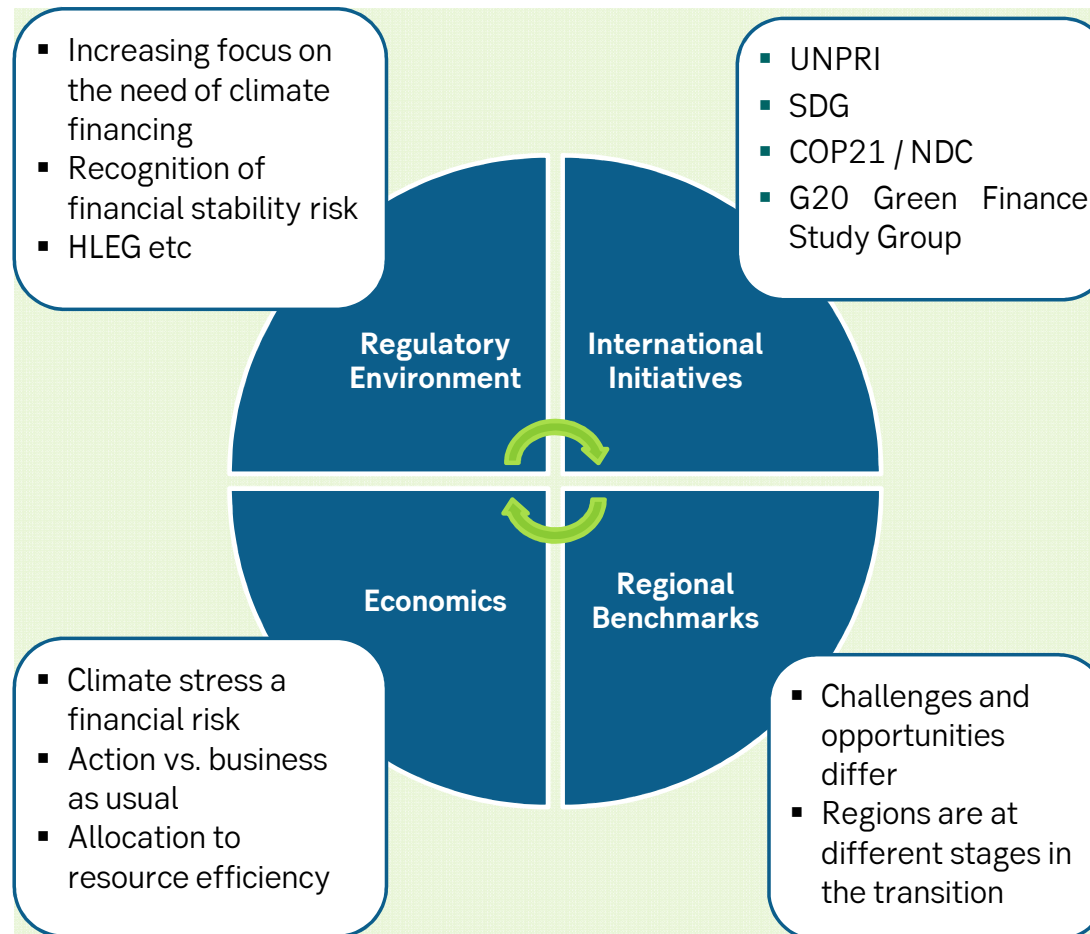 ▪ Increasing focus on
the need of climate
financing
▪ Recognition of
financial stability risk
▪ HLEG etc
▪ UNPRI
▪ SDG
▪ COP21 / NDC
▪ G20 Green Finance
Study Group
Regulatory
Environment
International
Initiatives
Economics
Regional
Benchmarks
▪ Climate stress a
financial risk
▪ Action vs. business
as usual
▪ Allocation to
resource efficiency
▪ Challenges and
opportunities
differ
▪ Regions are at
different stages in
the transition